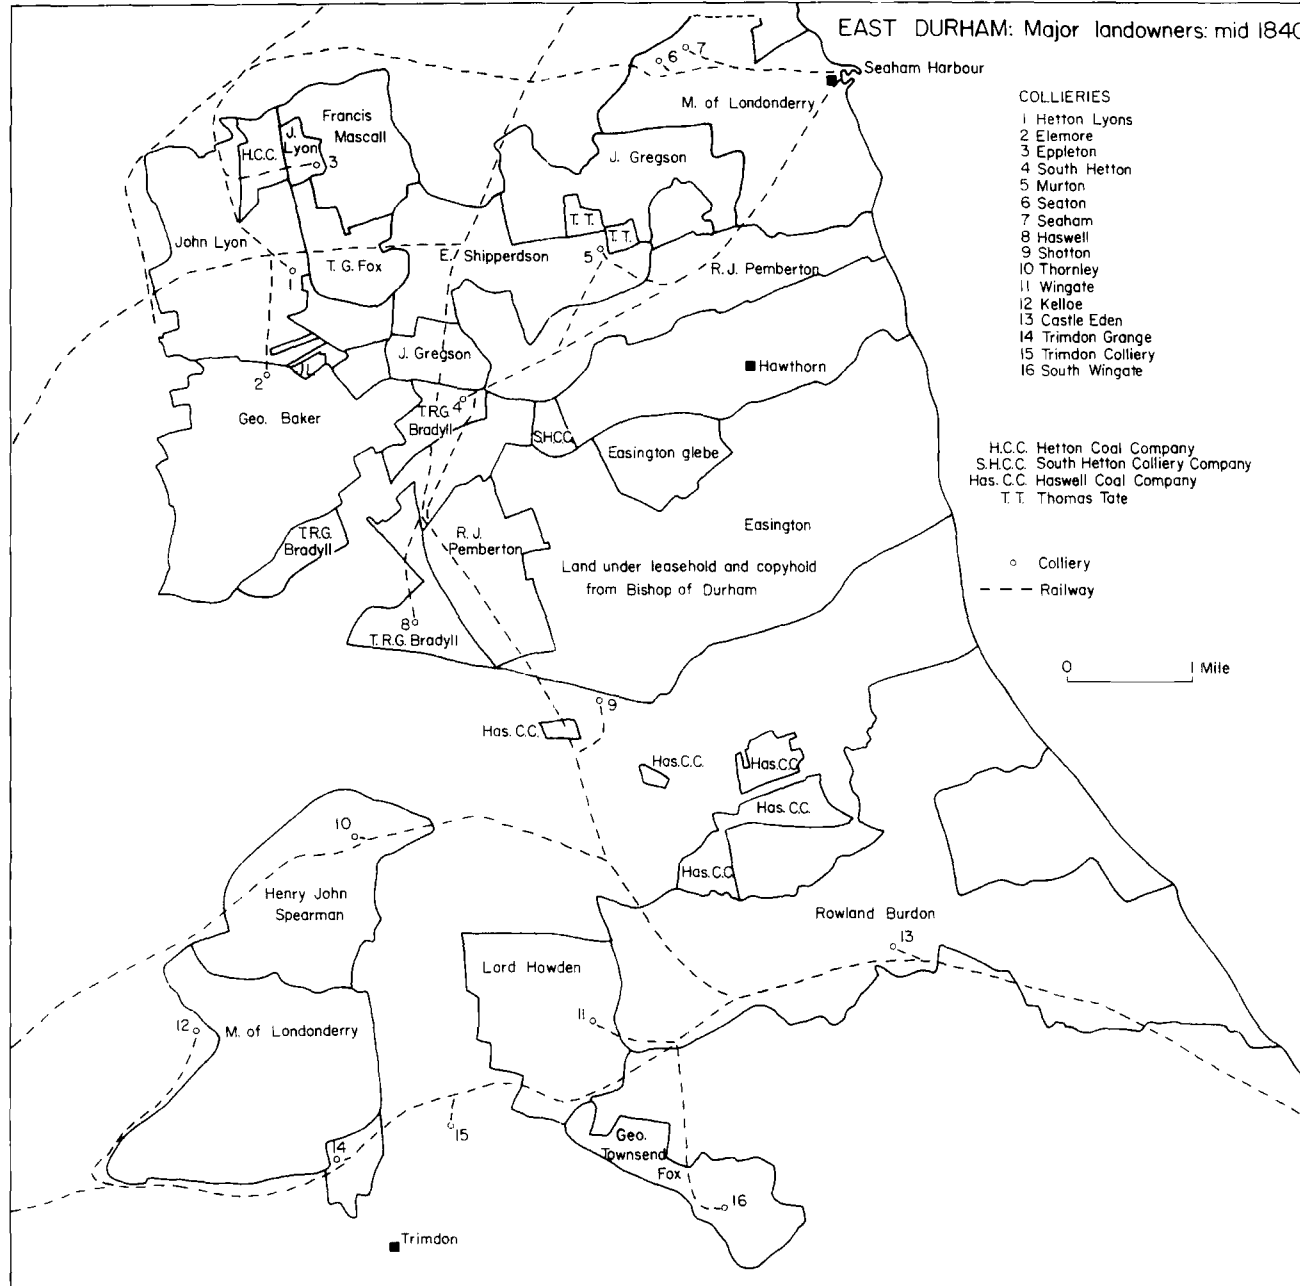 EAST DURHAM: Major landowners: mid 184
Seaham Harbour
COLLIERIES
1 Hetton Lyons
2 Elemore
3 Eppleton
4 South Hetton
5 Murton
6 Seaton
7 Seaham
8 Haswell
9 Shotton
10 Thornley
11 Wingate
12 Kelloe
13 Castle Eden
14 Trimdon Grange
15 Trimdon Colliery
16 South Wingate
H.C.C. Hetton Coal Company
S.H.C.C. South Hetton Colliery Company
Has. C.C. Haswell Coal Company
T. T. Thomas Tate
Colliery
Railway
0 1 Mile
6
7
M. of Londonderry
Francis
Mascall
H.C.C.
J.
Lyon
3
J. Gregson
T. T.
T. T.
John Lyon
T. G. Fox
E. Shipperdson
5
R. J. Pemberton
1
J. Gregson
Hawthorn
2
J L
Geo. Baker
T.R.G.
Bradyll
4
S.H.C.C.
Easington glebe
T.R.G.
Bradyll
R. J.
Pemberton
Easington
Land under leasehold and copyhold
from Bishop of Durham
8
T. R.G. Bradyll
9
Has. C.C.
Has.C.C.
Has.C.C
Has. C.C.
Has.C.C
10
Henry John
Spearman
Rowland Burdon
13
Lord Howden
11
12
M. of Londonderry
15
14
Geo.
Townsend
Fox
16
Trimdon